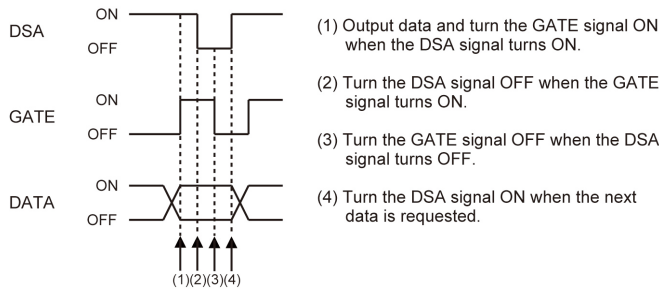 DSA
ON
OFF
GATE
ON
OFF
DATA
ON
OFF
(1)(2)(3)(4)
(1) Output data and turn the GATE signal ON
when the DSA signal turns ON.
(2) Turn the DSA signal OFF when the GATE
signal turns ON.
(3) Turn the GATE signal OFF when the DSA
signal turns OFF.
(4) Turn the DSA signal ON when the next
data is requested.